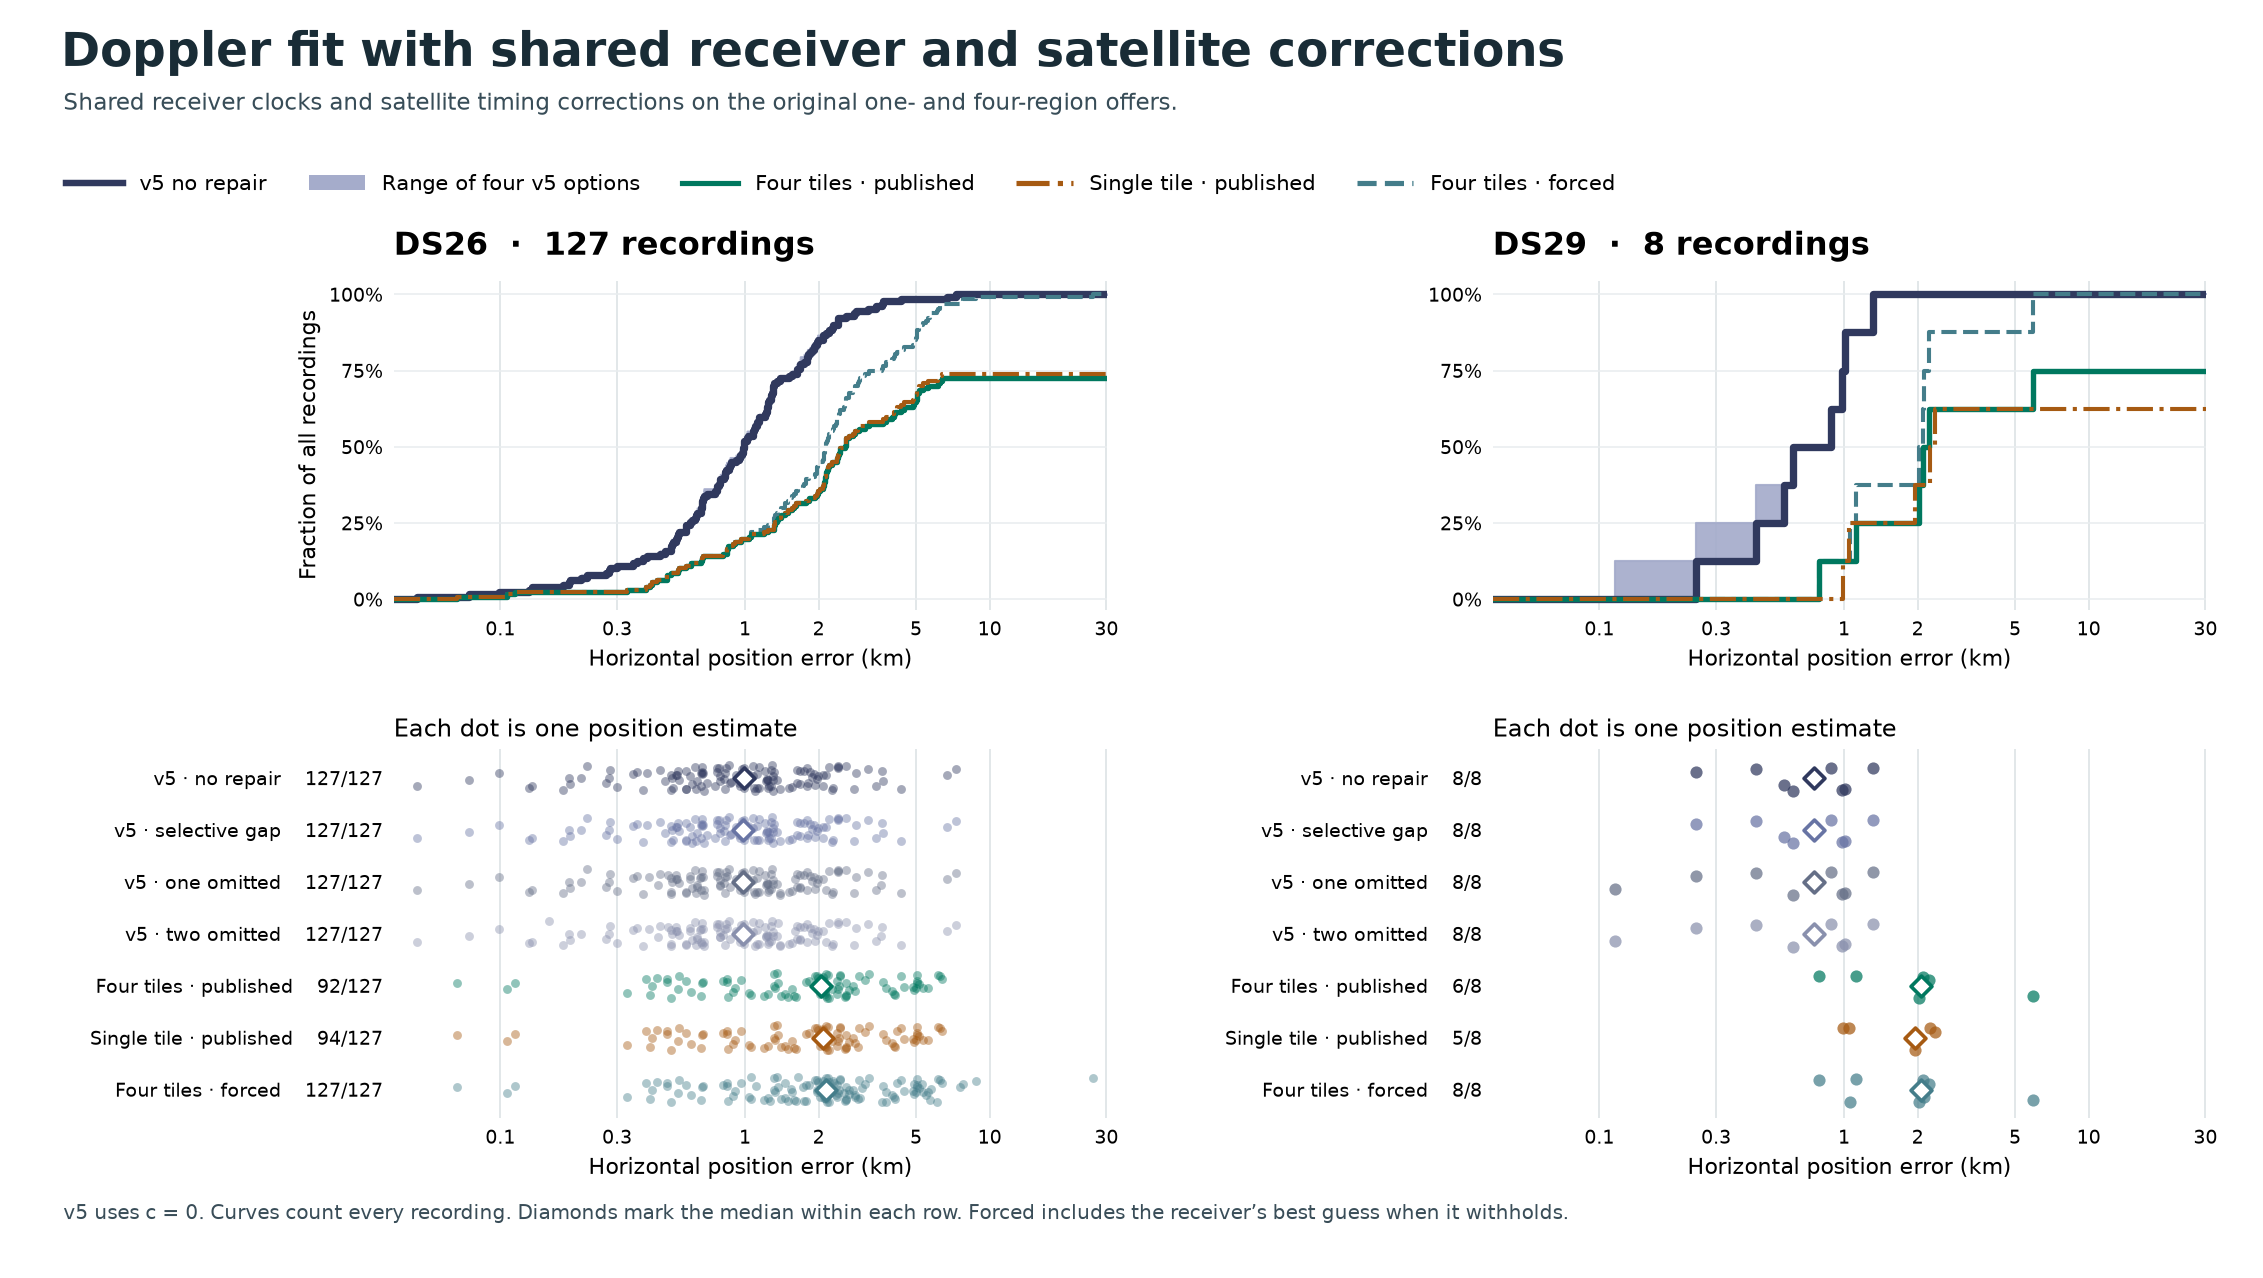 Doppler fit with shared receiver and satellite corrections
Shared receiver clocks and satellite timing corrections on the original one- and four-region offers.
v5 no repair
Range of four v5 options
Four tiles · published
Single tile · published
Four tiles · forced
DS26 · 127 recordings
Fraction of all recordings
100%
75%
50%
25%
0%
0.1 0.3 1 2 5 10 30
Horizontal position error (km)
DS29 · 8 recordings
100%
75%
50%
25%
0%
0.1 0.3 1 2 5 10 30
Horizontal position error (km)
Each dot is one position estimate
v5 · no repair 127/127
v5 · selective gap 127/127
v5 · one omitted 127/127
v5 · two omitted 127/127
Four tiles · published 92/127
Single tile · published 94/127
Four tiles · forced 127/127
0.1 0.3 1 2 5 10 30
Horizontal position error (km)
Each dot is one position estimate
v5 · no repair 8/8
v5 · selective gap 8/8
v5 · one omitted 8/8
v5 · two omitted 8/8
Four tiles · published 6/8
Single tile · published 5/8
Four tiles · forced 8/8
0.1 0.3 1 2 5 10 30
Horizontal position error (km)
v5 uses c = 0. Curves count every recording. Diamonds mark the median within each row. Forced includes the receiver’s best guess when it withholds.